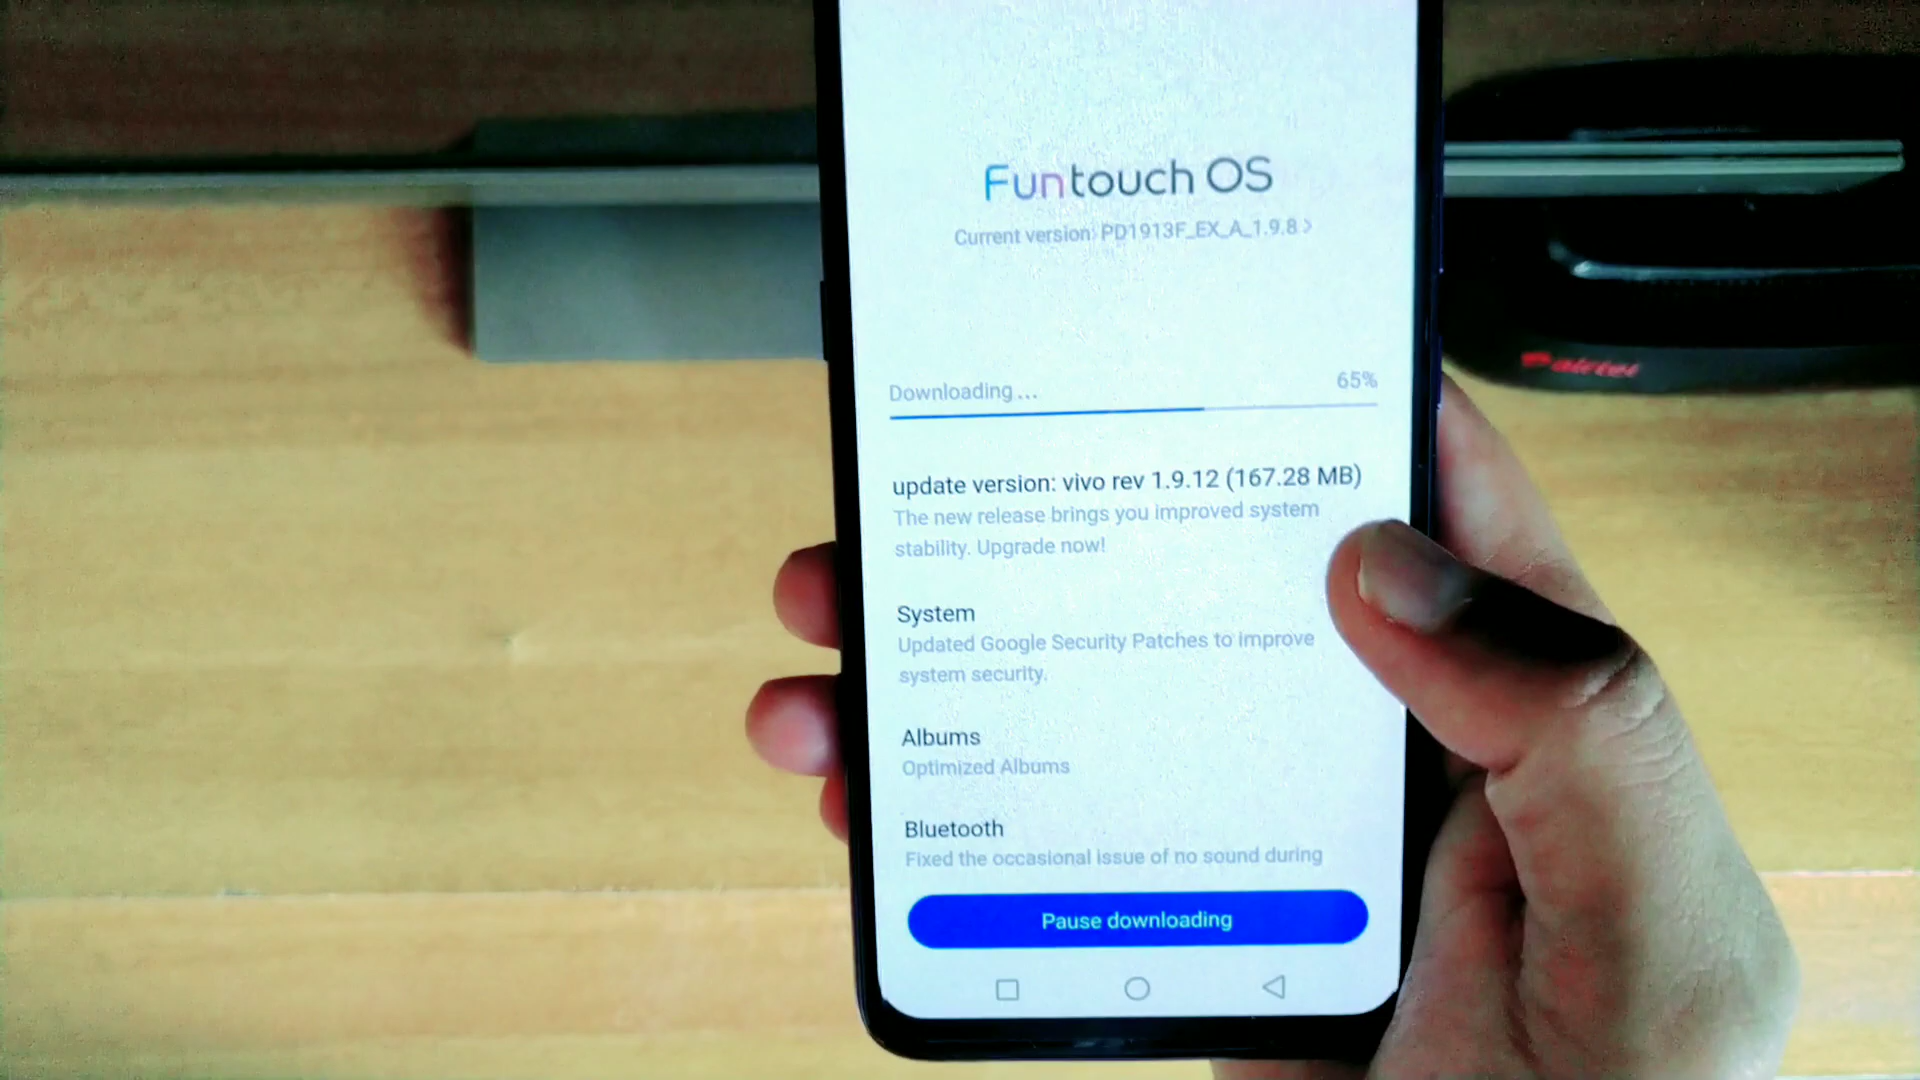 Funtouch OS
Current version: PD1913F_EX_A_1.9.8 >
Downloading ... 65%
update version: vivo rev 1.9.12 (167.28 MB)
The new release brings you improved system
stability. Upgrade now!
System
Updated Google Security Patches to improve
system security.
Albums
Optimized Albums
Bluetooth
Fixed the occasional issue of no sound during
Pause downloading
airtel